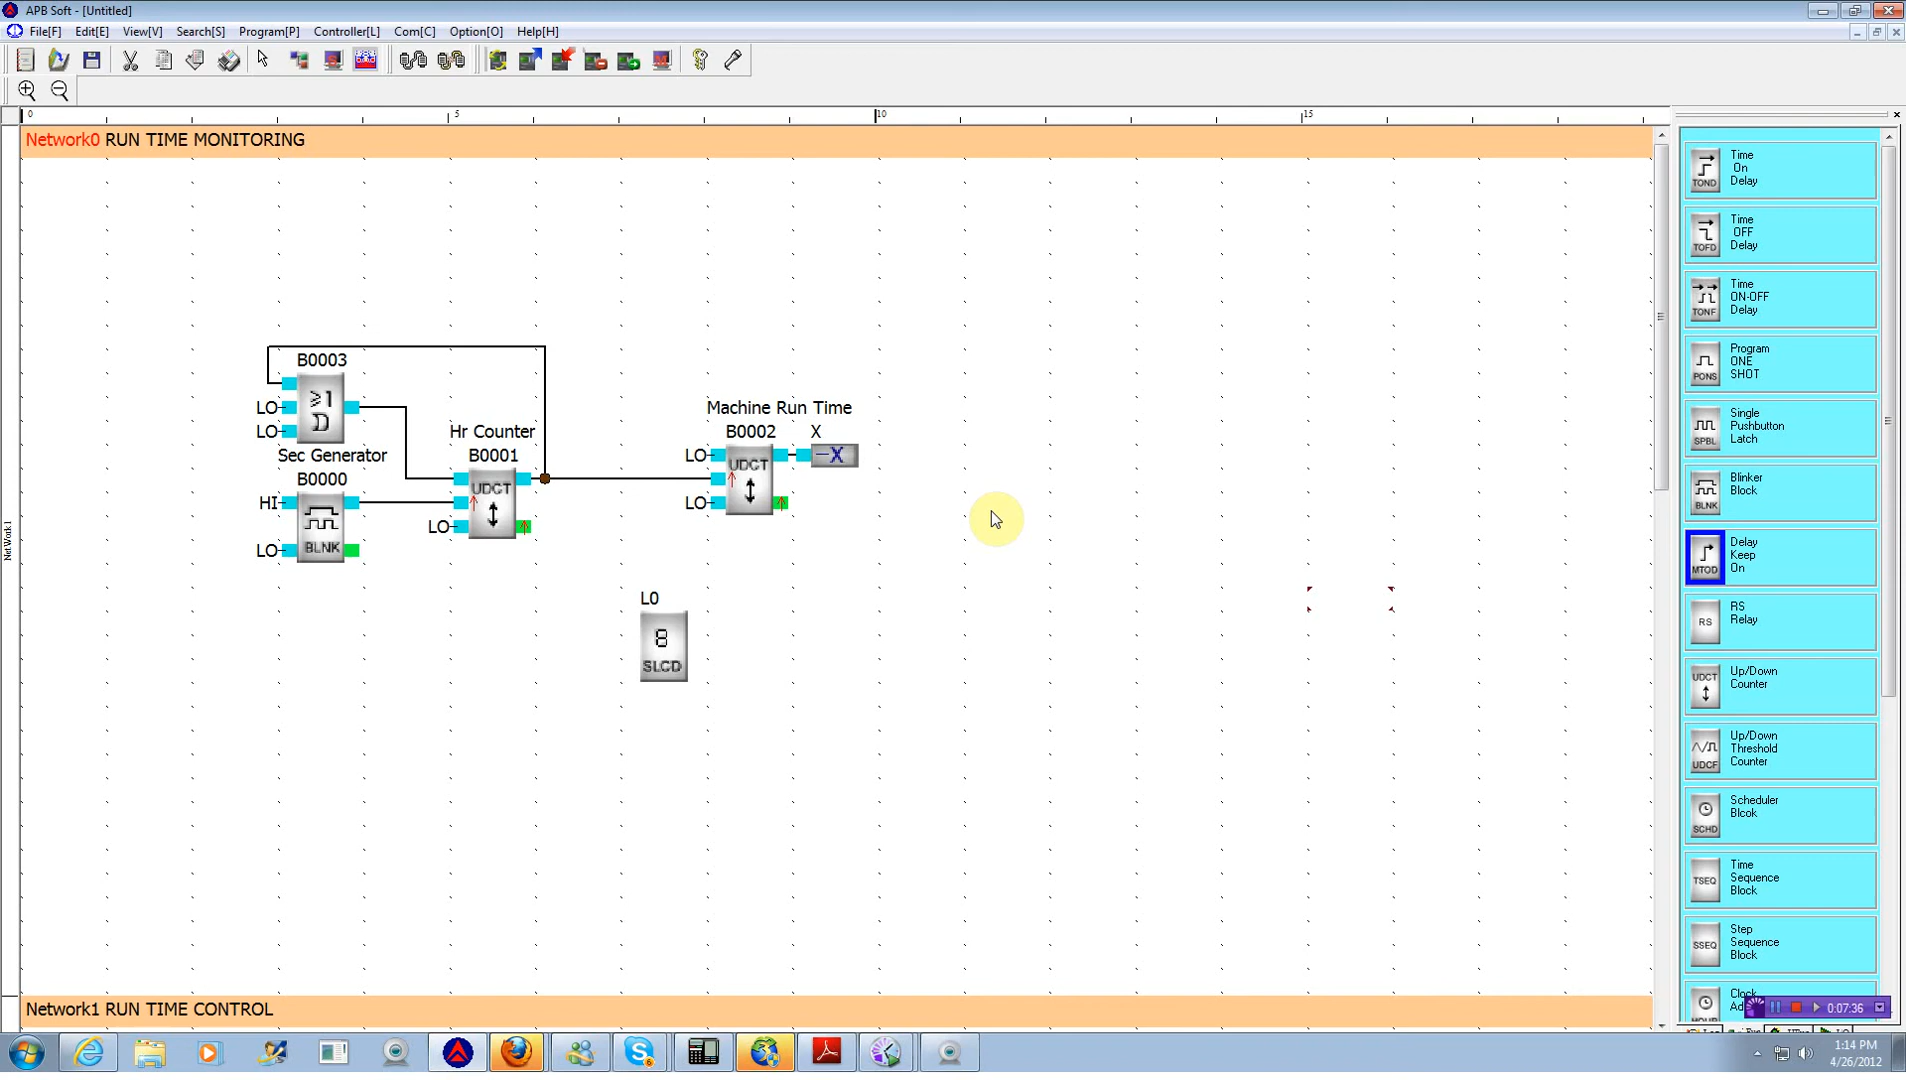 APB Soft - [Untitled]
File[F] Edit[E] View[V] Search[S] Program[P] Controller[L] Com[C] Option[O] Help[H]
0 5 10 15
Network0 RUN TIME MONITORING
B0003
≥1
LO
LO
Sec Generator
B0000
HI
LO
BLNK
Hr Counter
B0001
UDCT
LO
Machine Run Time
B0002 X
LO
UDCT
-X
LO
L0
8
SLCD
NetWork1
Network1 RUN TIME CONTROL
TOND
Time
On
Delay
TOFD
Time
OFF
Delay
TONF
Time
ON-OFF
Delay
PONS
Program
ONE
SHOT
SPBL
Single
Pushbutton
Latch
BLNK
Blinker
Block
MTOD
Delay
Keep
On
RS
RS
Relay
UDCT
Up/Down
Counter
UDCF
Up/Down
Threshold
Counter
SCHD
Scheduler
Blcok
TSEQ
Time
Sequence
Block
SSEQ
Step
Sequence
Block
Clock
0:07:36
1:14 PM
4/26/2012